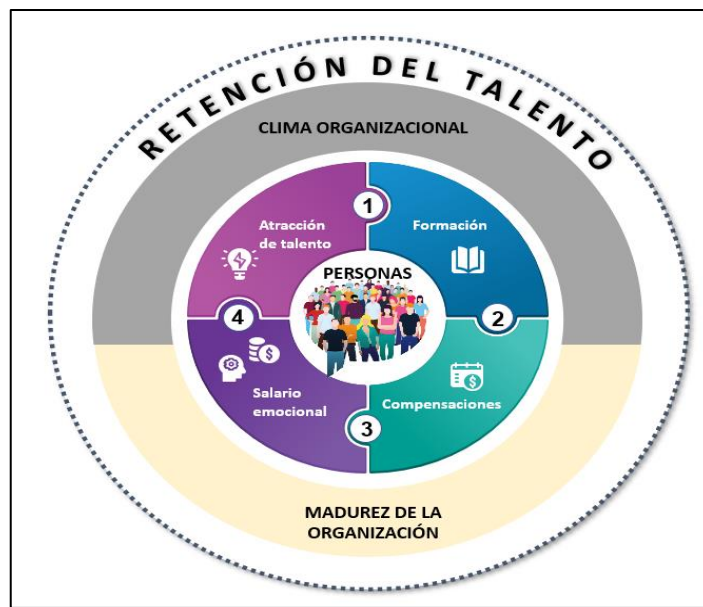 RETENCIÓN DEL TALENTO
CLIMA ORGANIZACIONAL
1
Atracción
de talento
Formación
PERSONAS
4
2
Salario
emocional
Compensaciones
3
MADUREZ DE LA
ORGANIZACIÓN